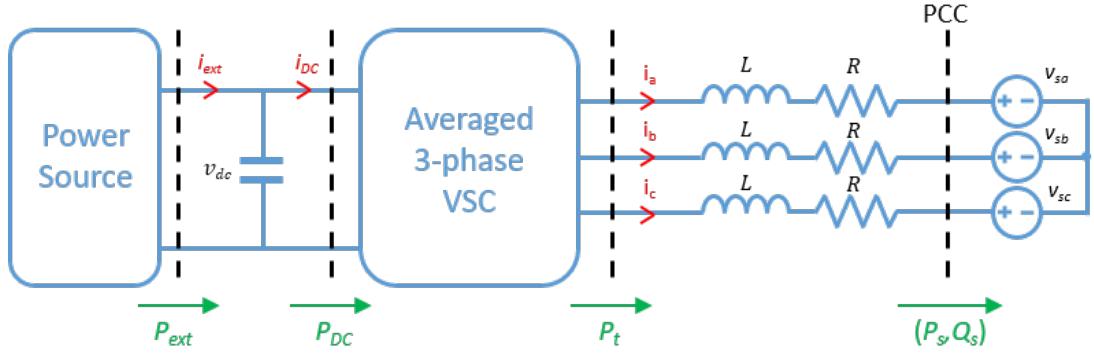 PCC
i_ext
i_DC
i_a
L
R
v_sa
Power
Source
v_dc
Averaged
3-phase
VSC
i_b
L
R
v_sb
i_c
L
R
v_sc
+ -
+ -
+ -
P_ext
P_DC
P_t
(P_s,Q_s)